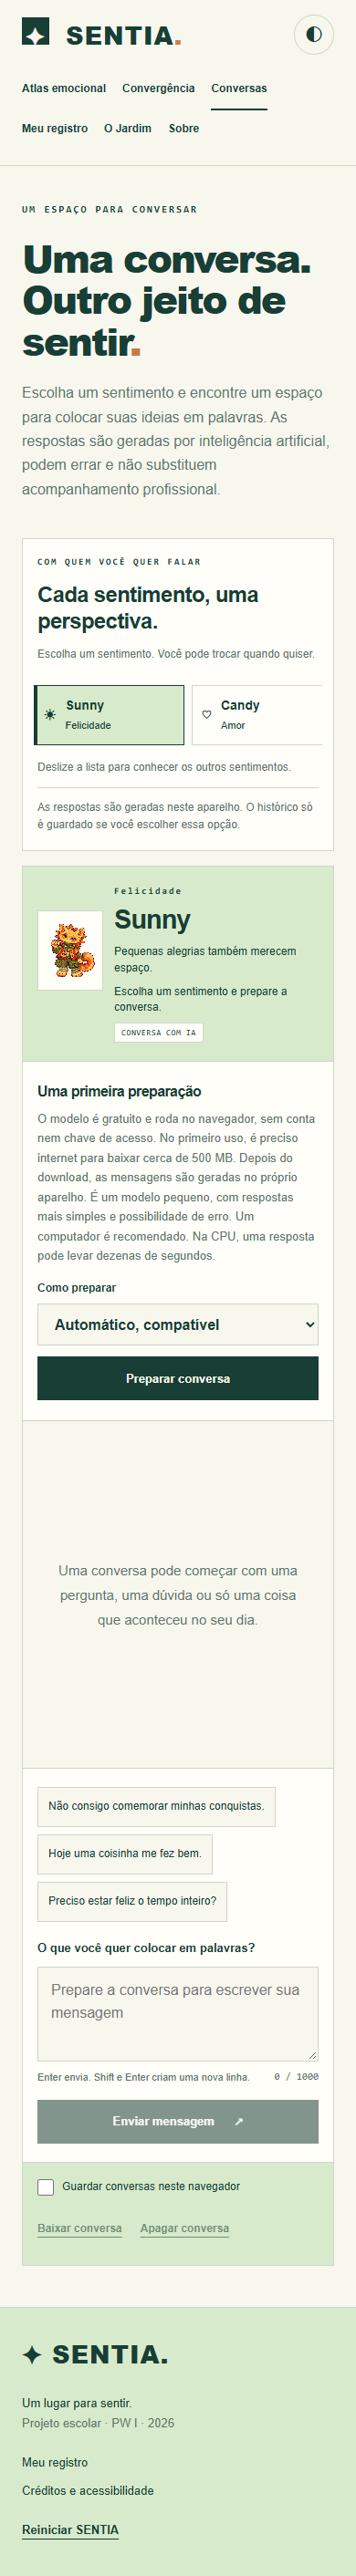 SENTIA.
Atlas emocional Convergência Conversas
Meu registro O Jardim Sobre
UM ESPAÇO PARA CONVERSAR
Uma conversa.
Outro jeito de
sentir.
Escolha um sentimento e encontre um espaço
para colocar suas ideias em palavras. As
respostas são geradas por inteligência artificial,
podem errar e não substituem
acompanhamento profissional.
COM QUEM VOCÊ QUER FALAR
Cada sentimento, uma
perspectiva.
Escolha um sentimento. Você pode trocar quando quiser.
Sunny
Felicidade
Candy
Amor
Deslize a lista para conhecer os outros sentimentos.
As respostas são geradas neste aparelho. O histórico só
é guardado se você escolher essa opção.
Felicidade
Sunny
Pequenas alegrias também merecem
espaço.
Escolha um sentimento e prepare a
conversa.
CONVERSA COM IA
Uma primeira preparação
O modelo é gratuito e roda no navegador, sem conta
nem chave de acesso. No primeiro uso, é preciso
internet para baixar cerca de 500 MB. Depois do
download, as mensagens são geradas no próprio
aparelho. É um modelo pequeno, com respostas
mais simples e possibilidade de erro. Um
computador é recomendado. Na CPU, uma resposta
pode levar dezenas de segundos.
Como preparar
Automático, compatível
Preparar conversa
Uma conversa pode começar com uma
pergunta, uma dúvida ou só uma coisa
que aconteceu no seu dia.
Não consigo comemorar minhas conquistas.
Hoje uma coisinha me fez bem.
Preciso estar feliz o tempo inteiro?
O que você quer colocar em palavras?
Prepare a conversa para escrever sua
mensagem
Enter envia. Shift e Enter criam uma nova linha. 0 / 1000
Enviar mensagem ↗
Guardar conversas neste navegador
Baixar conversa Apagar conversa
SENTIA.
Um lugar para sentir.
Projeto escolar · PW I · 2026
Meu registro
Créditos e acessibilidade
Reiniciar SENTIA